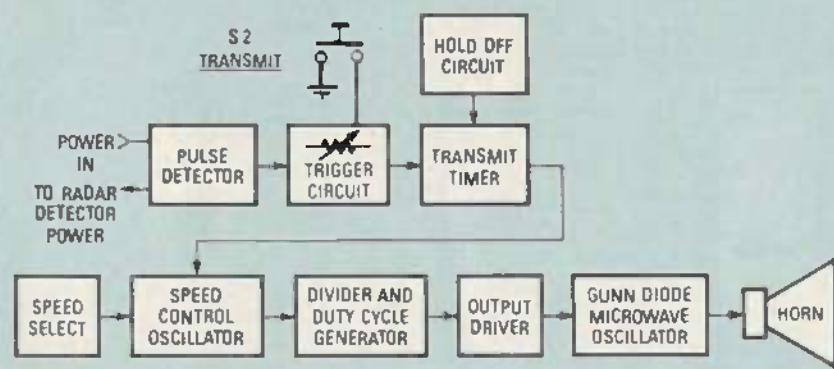 S2
TRANSMIT
HOLD OFF
CIRCUIT
POWER
IN
TO RADAR
DETECTOR
POWER
PULSE
DETECTOR
TRIGGER
CIRCUIT
TRANSMIT
TIMER
SPEED
SELECT
SPEED
CONTROL
OSCILLATOR
DIVIDER AND
DUTY CYCLE
GENERATOR
OUTPUT
DRIVER
GUNN DIODE
MICROWAVE
OSCILLATOR
HORN